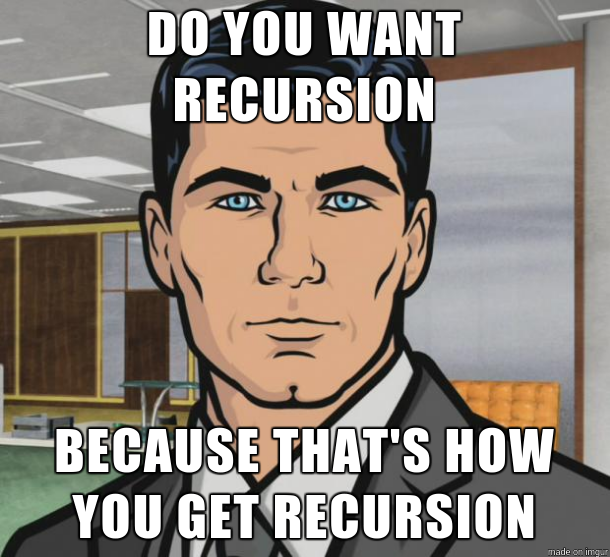 DO YOU WANT
RECURSION
BECAUSE THAT'S HOW
YOU GET RECURSION
made on imgur